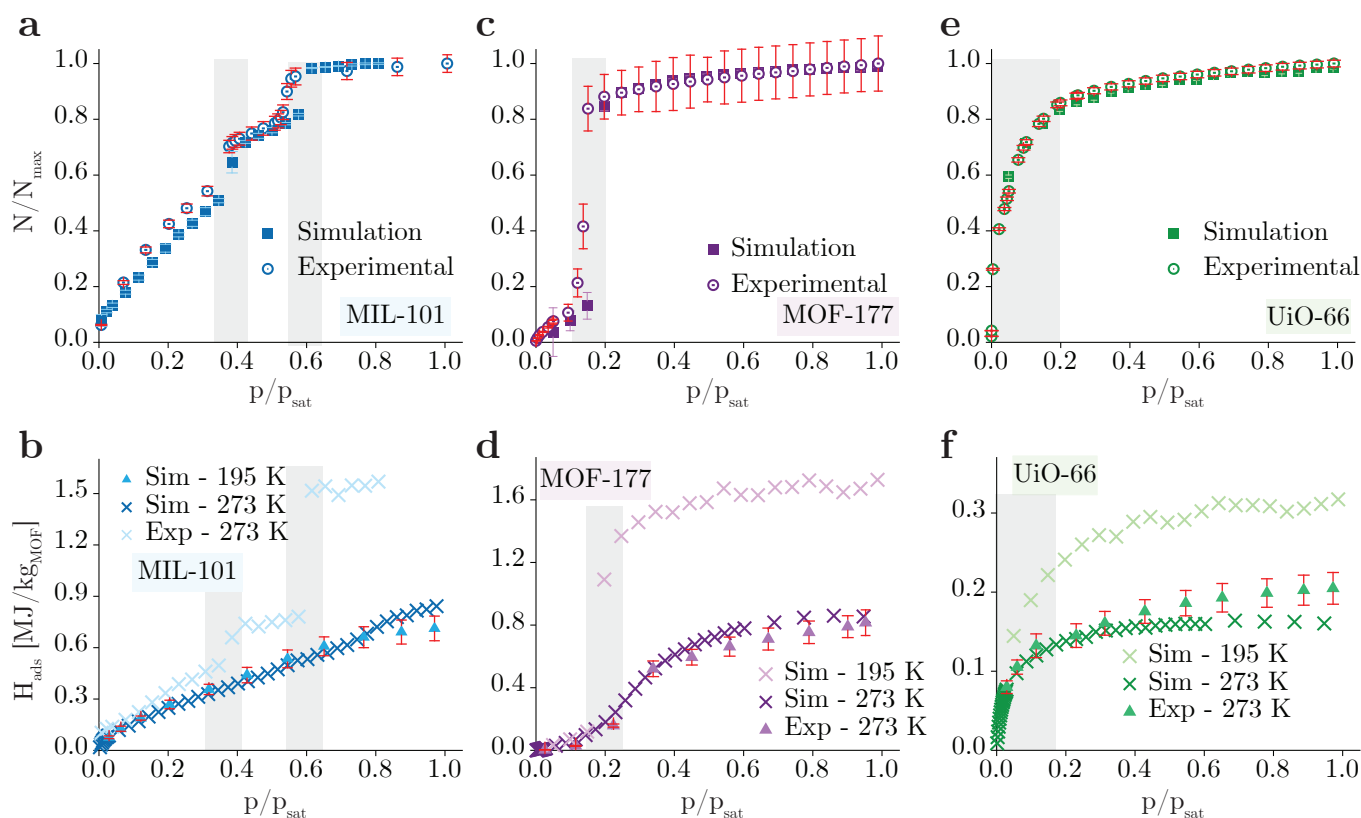 a
1.0
0.8
0.6
0.4
0.2
0.0
N/N_max
Simulation
Experimental
MIL-101
0.0 0.2 0.4 0.6 0.8 1.0
p/p_sat
c
1.0
0.8
0.6
0.4
0.2
0.0
Simulation
Experimental
MOF-177
0.0 0.2 0.4 0.6 0.8 1.0
p/p_sat
e
1.0
0.8
0.6
0.4
0.2
0.0
Simulation
Experimental
UiO-66
0.0 0.2 0.4 0.6 0.8 1.0
p/p_sat
b
1.5
1.2
0.9
0.6
0.3
0.0
H_ads [MJ/kg_MOF]
Sim - 195 K
Sim - 273 K
Exp - 273 K
MIL-101
0.0 0.2 0.4 0.6 0.8 1.0
p/p_sat
d
1.6
1.2
0.8
0.4
0.0
MOF-177
Sim - 195 K
Sim - 273 K
Exp - 273 K
0.0 0.2 0.4 0.6 0.8 1.0
p/p_sat
f
0.3
0.2
0.1
0.0
UiO-66
Sim - 195 K
Sim - 273 K
Exp - 273 K
0.0 0.2 0.4 0.6 0.8 1.0
p/p_sat